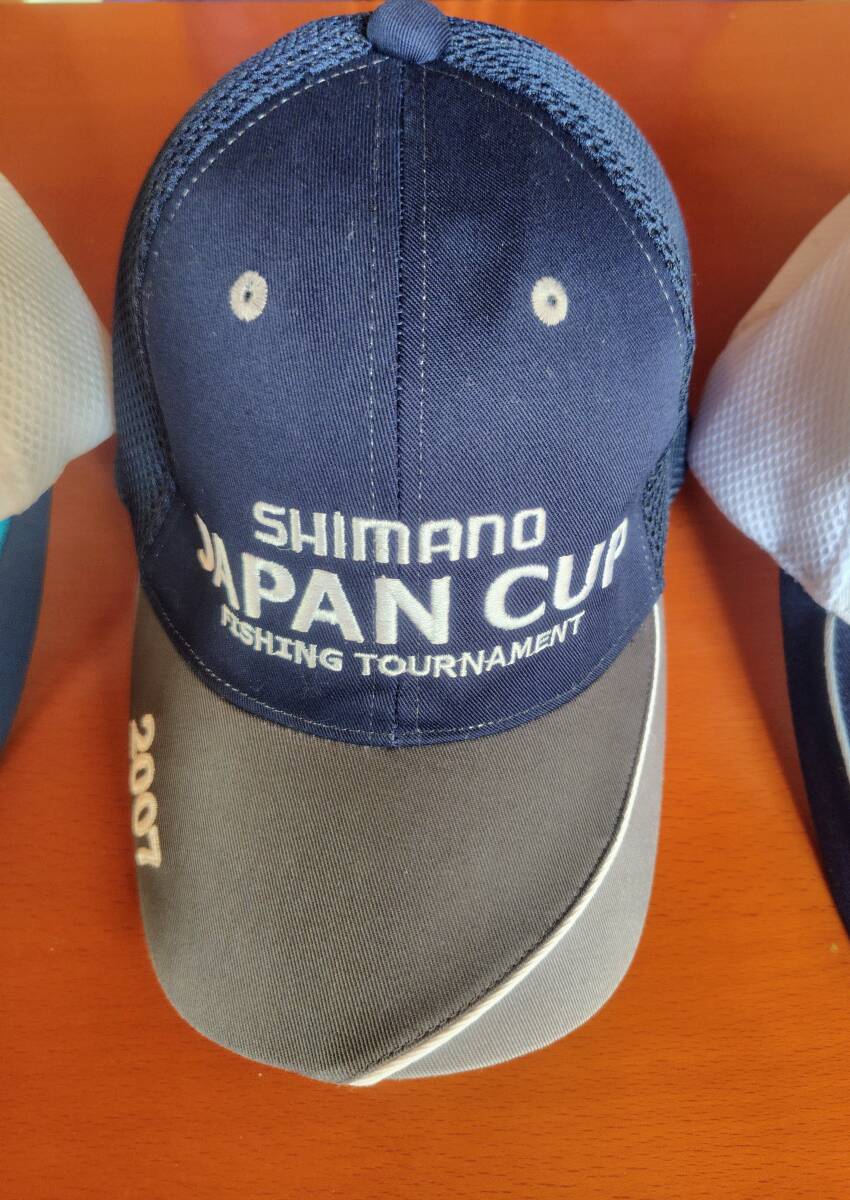 SHIMANO
JAPAN CUP
FISHING TOURNAMENT
2007